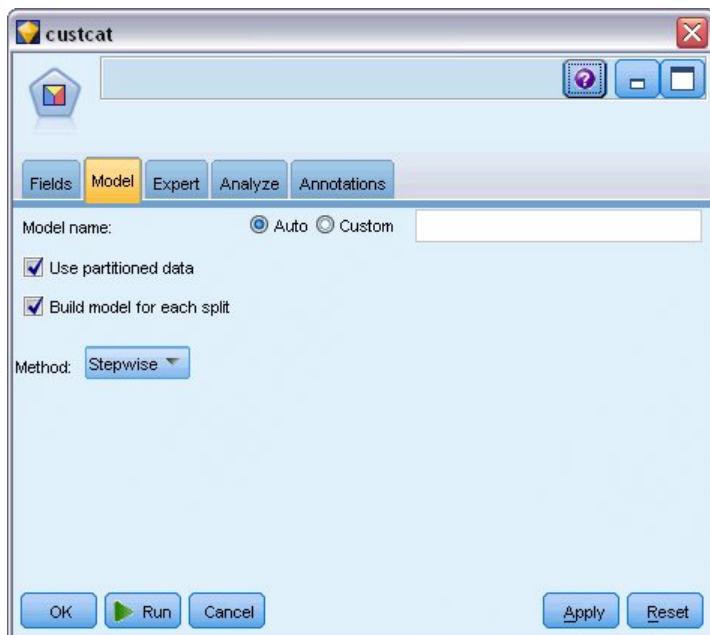 custcat
?
Fields Model Expert Analyze Annotations
Model name: Auto Custom
Use partitioned data
Build model for each split
Method: Stepwise
OK Run Cancel Apply Reset